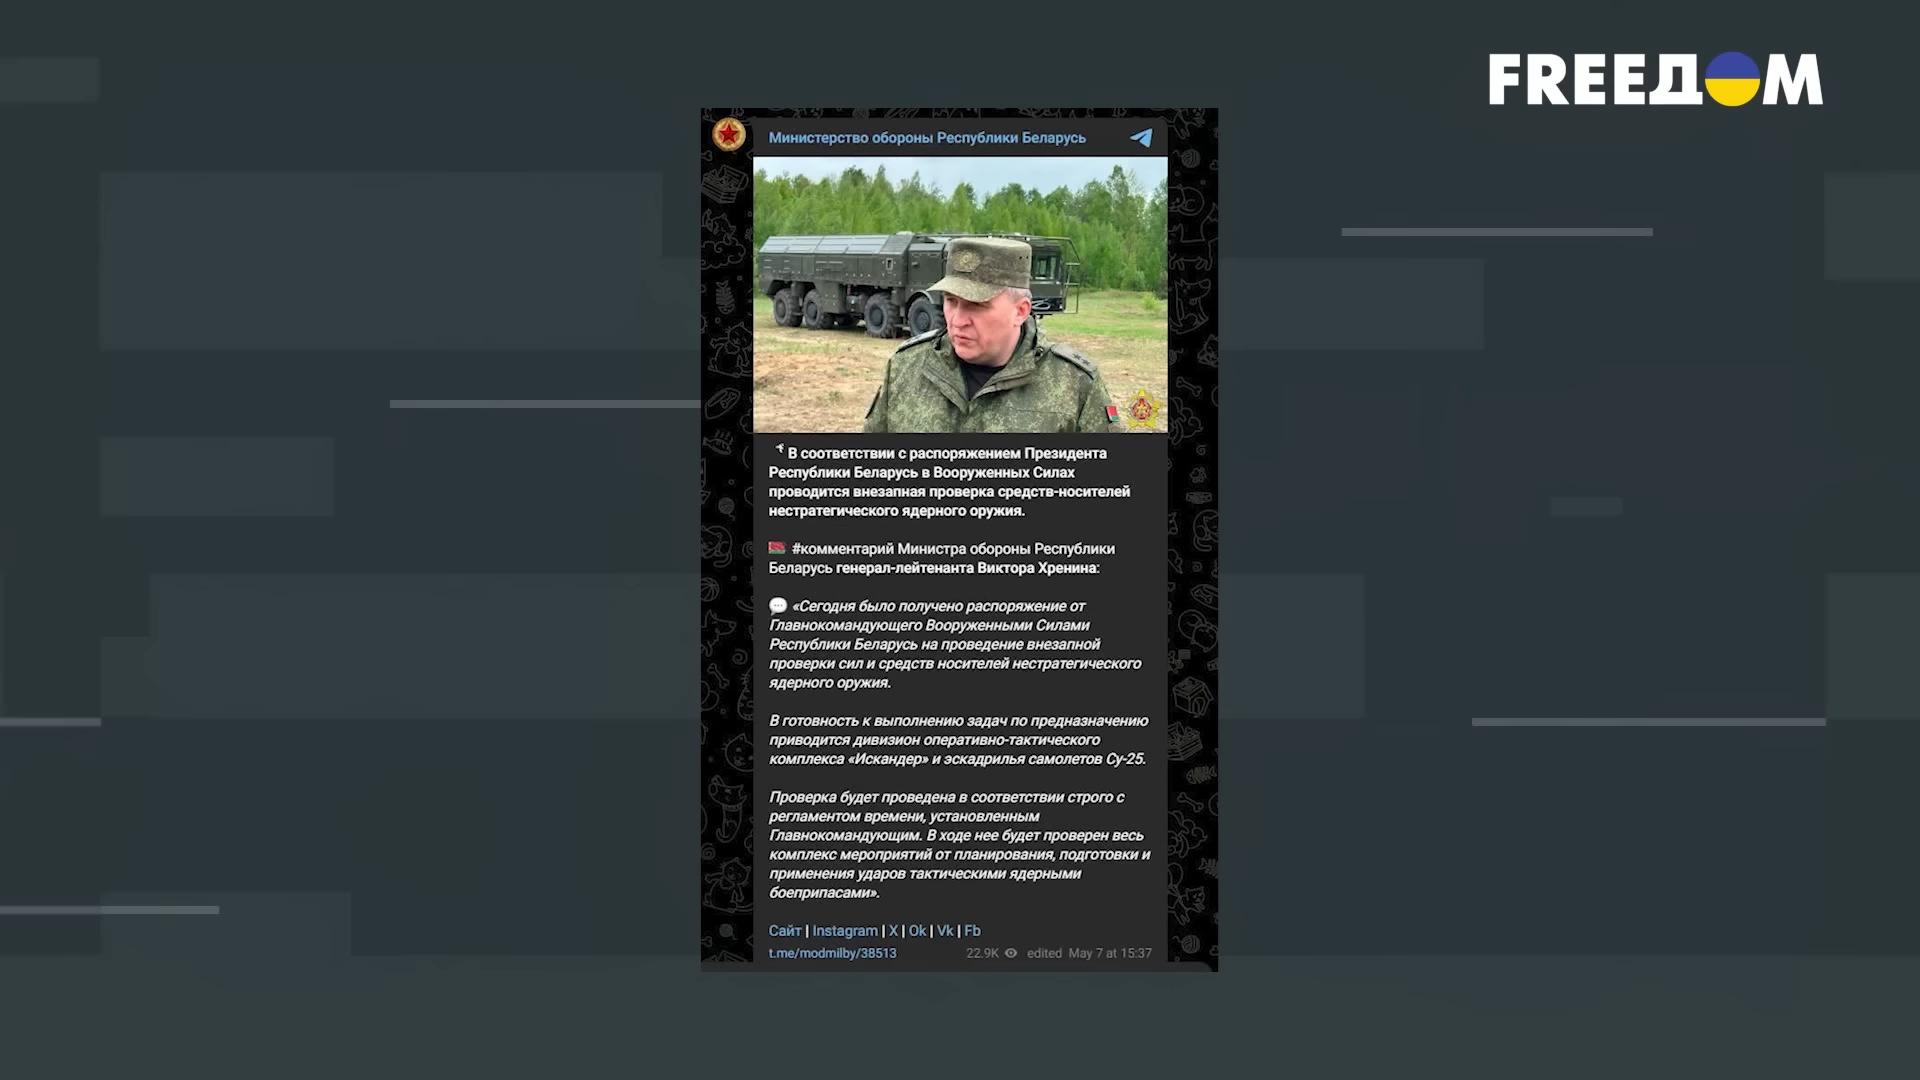 FREEДОМ
Министерство обороны Республики Беларусь
В соответствии с распоряжением Президента
Республики Беларусь в Вооруженных Силах
проводится внезапная проверка средств-носителей
нестратегического ядерного оружия.
#комментарий Министра обороны Республики
Беларусь генерал-лейтенанта Виктора Хренина:
«Сегодня было получено распоряжение от
Главнокомандующего Вооруженными Силами
Республики Беларусь на проведение внезапной
проверки сил и средств носителей нестратегического
ядерного оружия.
В готовность к выполнению задач по предназначению
приводится дивизион оперативно-тактического
комплекса «Искандер» и эскадрилья самолетов Су-25.
Проверка будет проведена в соответствии строго с
регламентом времени, установленным
Главнокомандующим. В ходе нее будет проверен весь
комплекс мероприятий от планирования, подготовки и
применения ударов тактическими ядерными
боеприпасами».
Сайт | Instagram | X | Ok | Vk | Fb
t.me/modmilby/38513 22.9K edited May 7 at 15:37